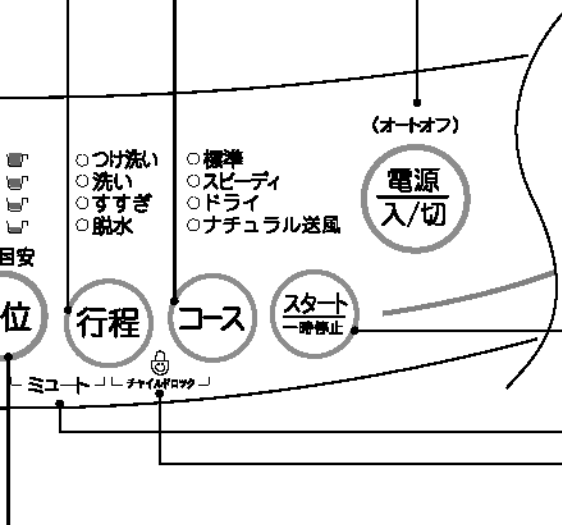 (オートオフ)
電源
入/切
つけ洗い
洗い
すすぎ
脱水
標準
スピーディ
ドライ
ナチュラル送風
目安
位
行程
コース
スタート
一時停止
ミュート
チャイルドロック